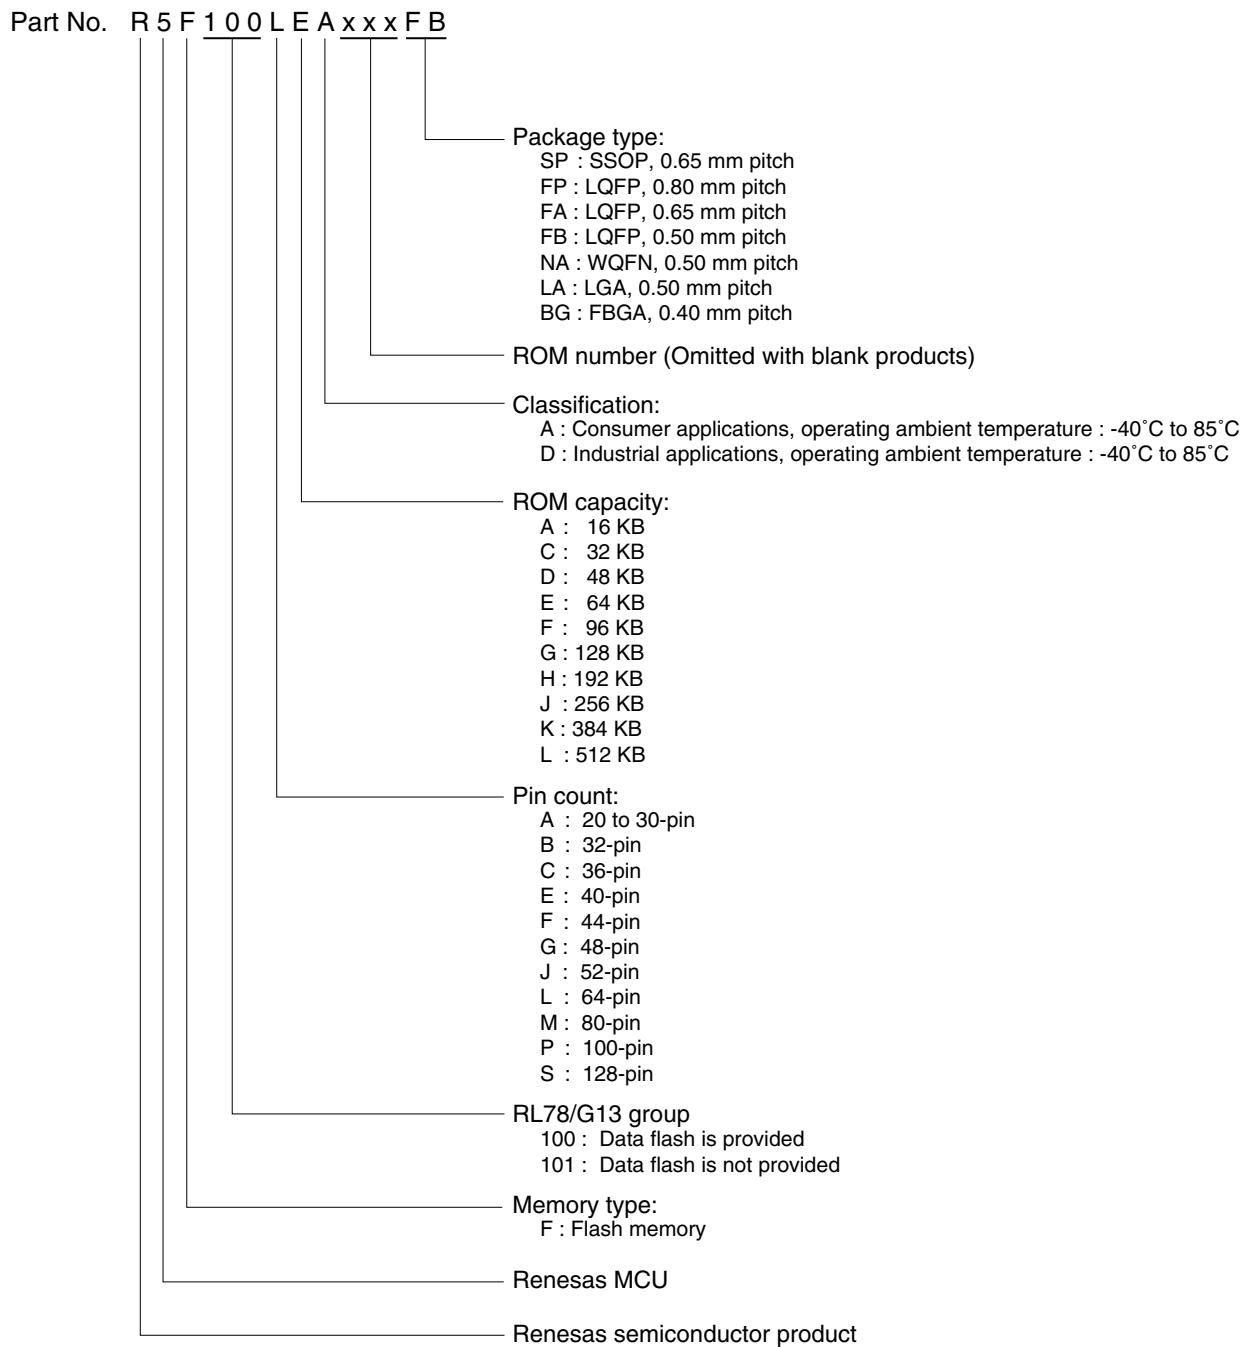 Part No. R 5 F 1 0 0 L E A x x x F B
Package type:
SP : SSOP, 0.65 mm pitch
FP : LQFP, 0.80 mm pitch
FA : LQFP, 0.65 mm pitch
FB : LQFP, 0.50 mm pitch
NA : WQFN, 0.50 mm pitch
LA : LGA, 0.50 mm pitch
BG : FBGA, 0.40 mm pitch
ROM number (Omitted with blank products)
Classification:
A : Consumer applications, operating ambient temperature : -40˚C to 85˚C
D : Industrial applications, operating ambient temperature : -40˚C to 85˚C
ROM capacity:
A : 16 KB
C : 32 KB
D : 48 KB
E : 64 KB
F : 96 KB
G : 128 KB
H : 192 KB
J : 256 KB
K : 384 KB
L : 512 KB
Pin count:
A : 20 to 30-pin
B : 32-pin
C : 36-pin
E : 40-pin
F : 44-pin
G : 48-pin
J : 52-pin
L : 64-pin
M : 80-pin
P : 100-pin
S : 128-pin
RL78/G13 group
100 : Data flash is provided
101 : Data flash is not provided
Memory type:
F : Flash memory
Renesas MCU
Renesas semiconductor product